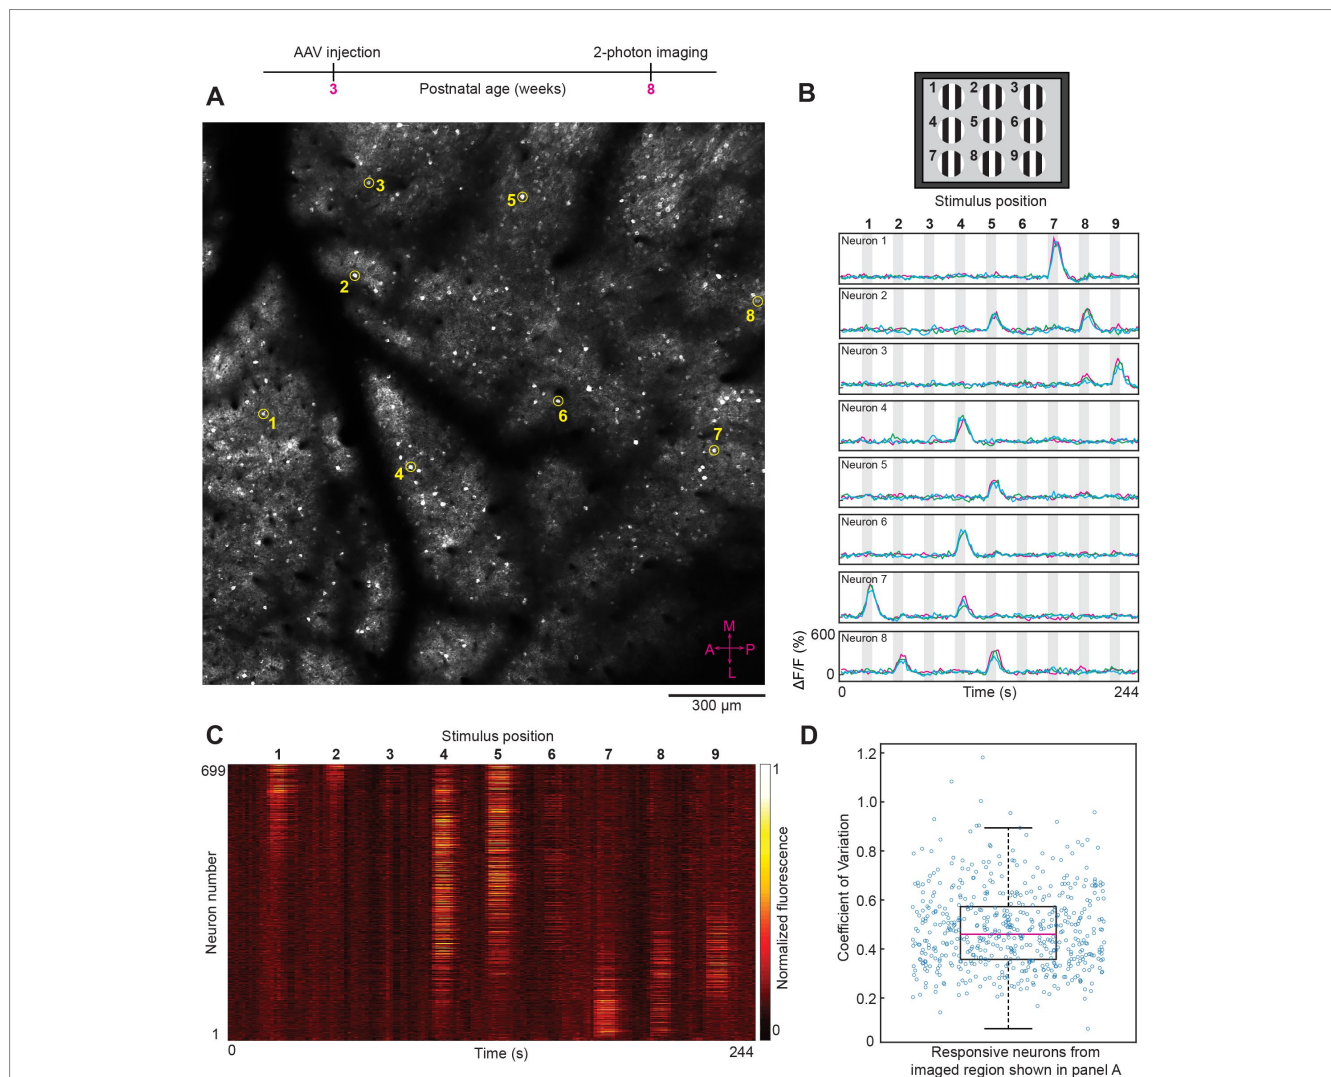 AAV injection
2-photon imaging
3
Postnatal age (weeks)
8
A
3
5
2
8
6
1
7
4
M
A
P
L
300 µm
B
1 2 3
4 5 6
7 8 9
Stimulus position
1 2 3 4 5 6 7 8 9
Neuron 1
Neuron 2
Neuron 3
Neuron 4
Neuron 5
Neuron 6
Neuron 7
Neuron 8
600
0
ΔF/F (%)
0
Time (s)
244
C
Stimulus position
1 2 3 4 5 6 7 8 9
699
Neuron number
1
0
Time (s)
244
1
Normalized fluorescence
0
D
1.2
1.0
0.8
0.6
0.4
0.2
0
Coefficient of Variation
Responsive neurons from
imaged region shown in panel A